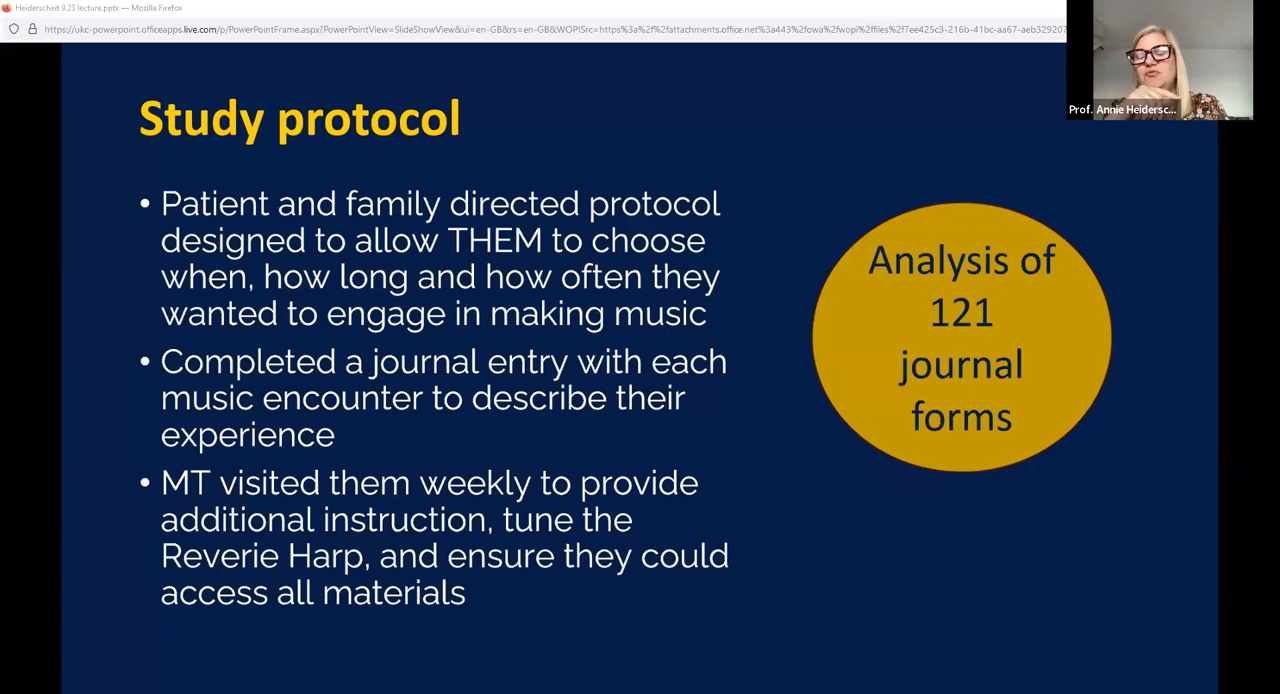 Heiderscheit 9.23 lecture.pptx — Mozilla Firefox
https://ukc-powerpoint.officeapps.live.com/p/PowerPointFrame.aspx?PowerPointView=SlideShowView&ui=en-GB&rs=en-GB&WOPISrc=https%3a%2f%2fattachments.office.net%3a443%2fowa%2fwopi%2ffiles%2f7ee425c3-216b-41bc-aa67-aeb329207
Prof. Annie Heidersc...
Study protocol
• Patient and family directed protocol
designed to allow THEM to choose
when, how long and how often they
wanted to engage in making music
• Completed a journal entry with each
music encounter to describe their
experience
• MT visited them weekly to provide
additional instruction, tune the
Reverie Harp, and ensure they could
access all materials
Analysis of
121
journal
forms